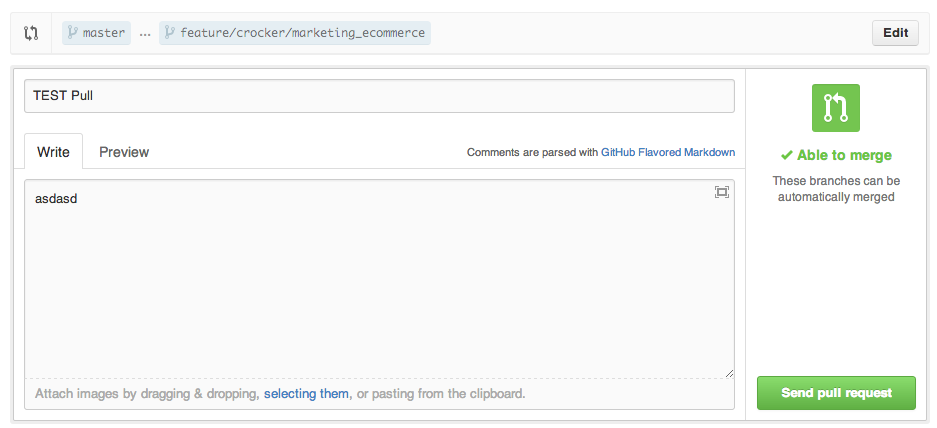 master ... feature/crocker/marketing_ecommerce Edit
TEST Pull
Write Preview Comments are parsed with GitHub Flavored Markdown
asdasd
Attach images by dragging & dropping, selecting them, or pasting from the clipboard.
Able to merge
These branches can be
automatically merged
Send pull request